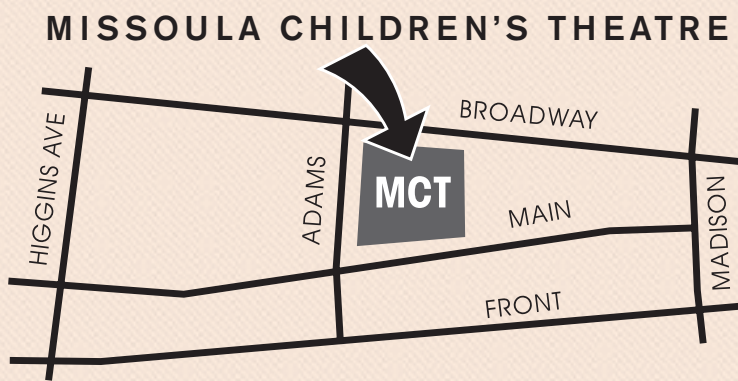 MISSOULA CHILDREN’S THEATRE
BROADWAY
HIGGINS AVE
ADAMS
MCT
MAIN
MADISON
FRONT